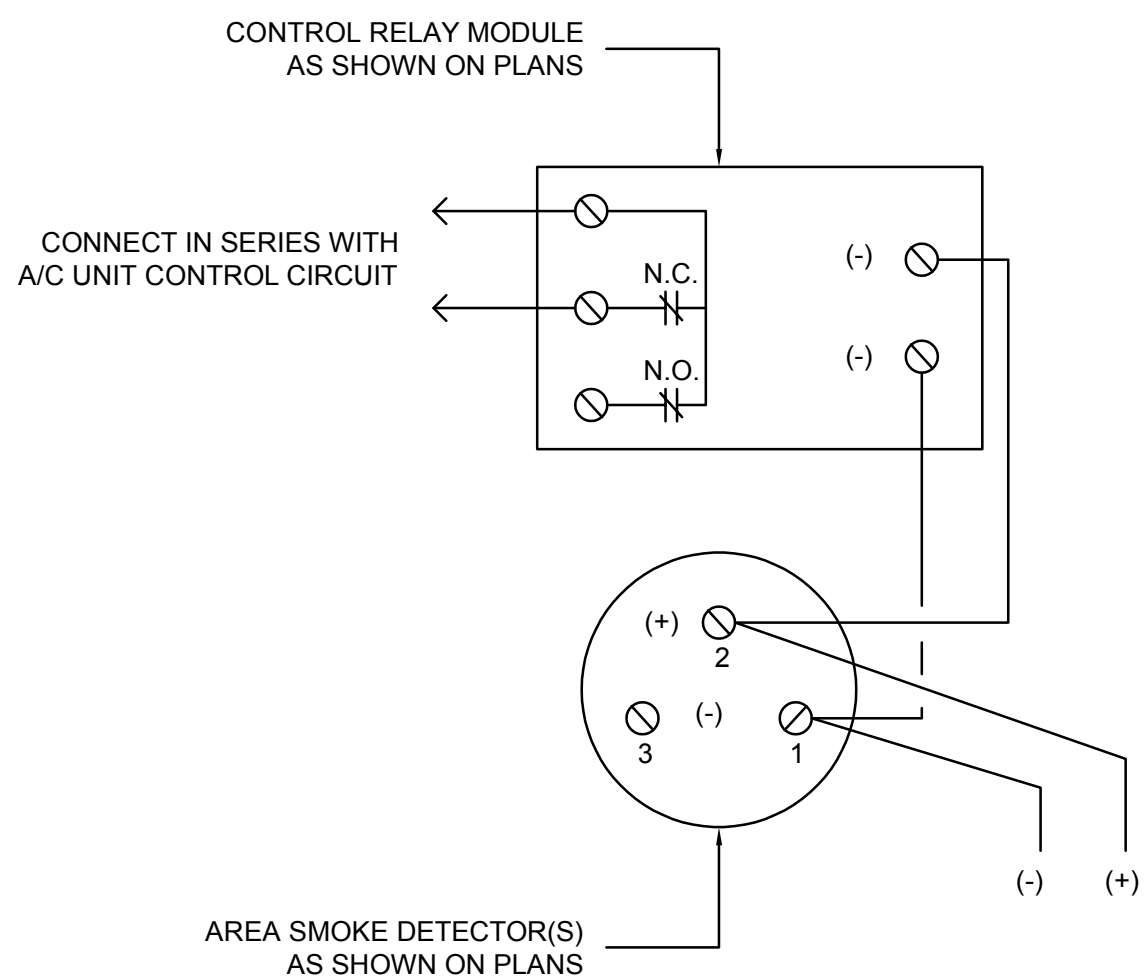 CONTROL RELAY MODULE
AS SHOWN ON PLANS
CONNECT IN SERIES WITH
A/C UNIT CONTROL CIRCUIT
N.C.
(-)
(-)
N.O.
(+)
2
(-)
3
1
(-)
(+)
AREA SMOKE DETECTOR(S)
AS SHOWN ON PLANS